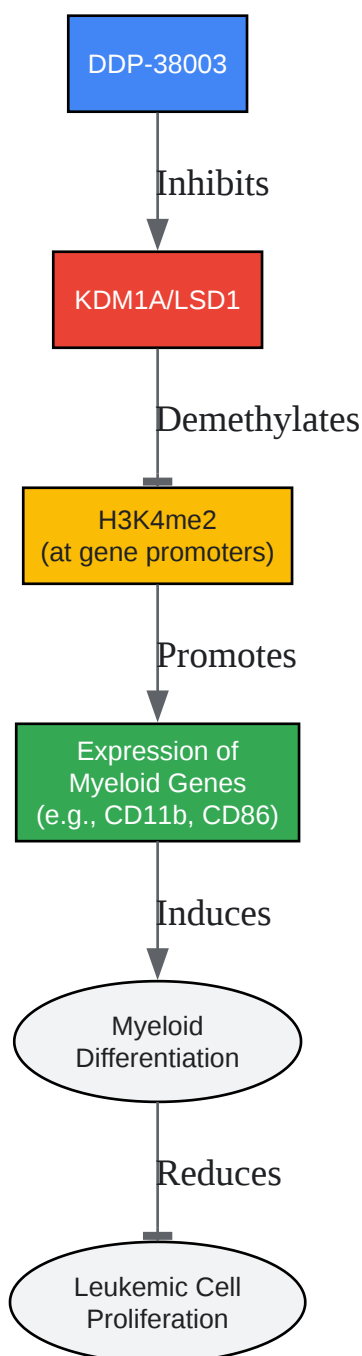 DDP-38003
Inhibits
KDM1A/LSD1
Demethylates
H3K4me2
(at gene promoters)
Promotes
Expression of
Myeloid Genes
(e.g., CD11b, CD86)
Induces
Myeloid
Differentiation
Reduces
Leukemic Cell
Proliferation